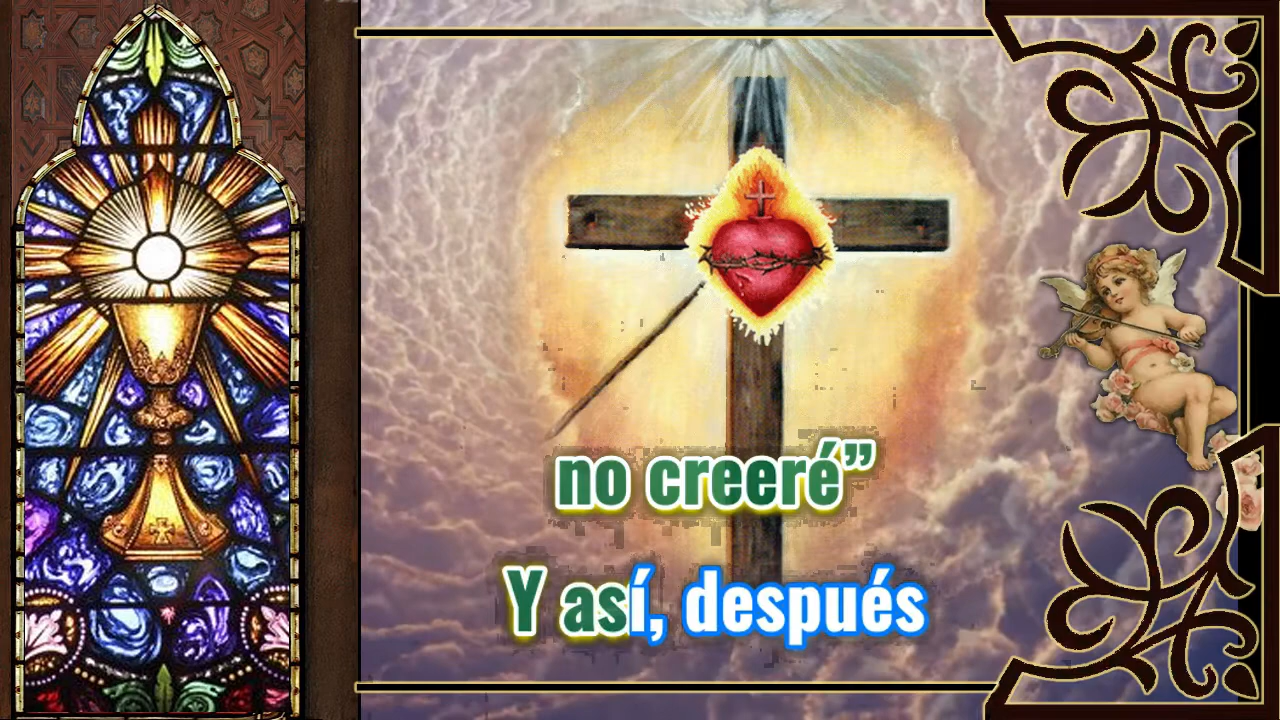 no creeré”
Y así, después